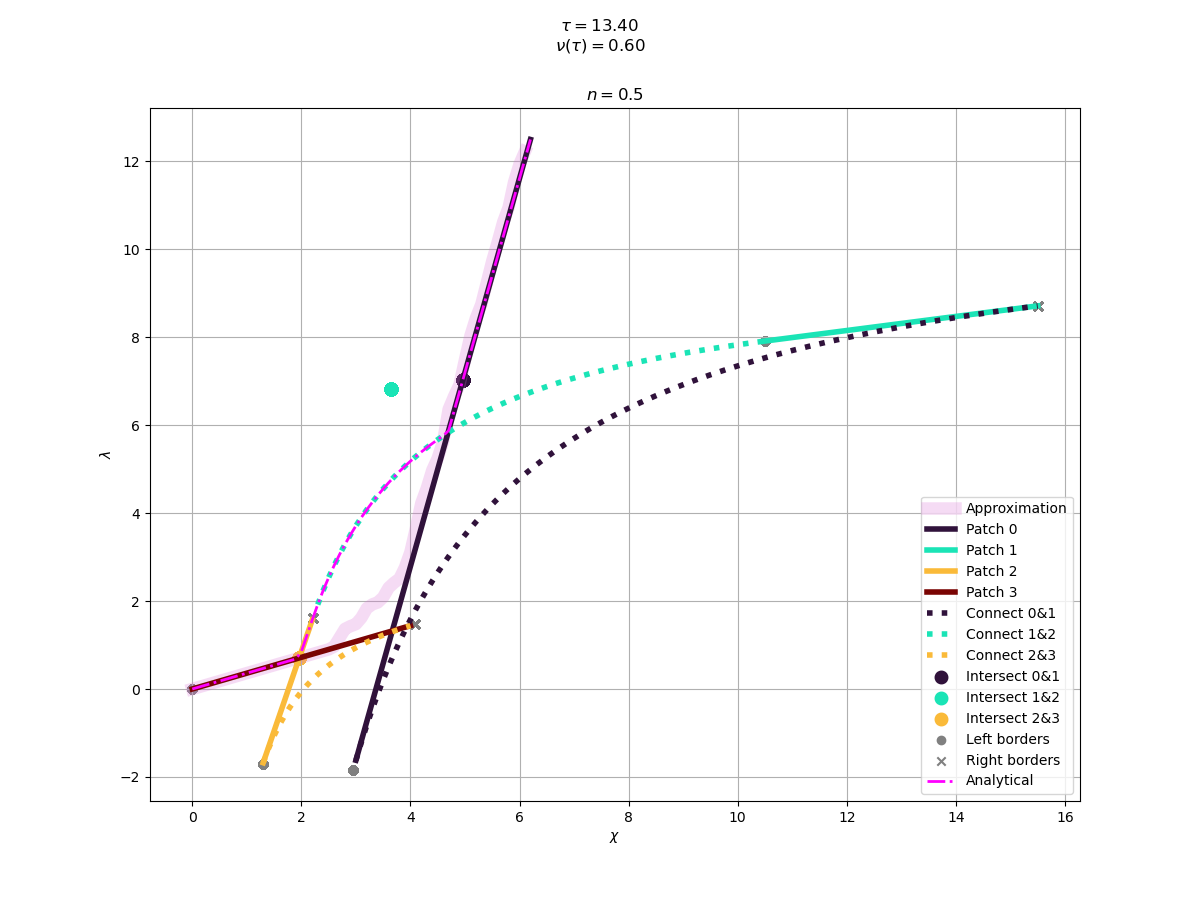 τ = 13.40
ν(τ) = 0.60
n = 0.5
λ
12
10
8
6
4
2
0
−2
0 2 4 6 8 10 12 14 16
χ
Approximation
Patch 0
Patch 1
Patch 2
Patch 3
Connect 0&1
Connect 1&2
Connect 2&3
Intersect 0&1
Intersect 1&2
Intersect 2&3
Left borders
Right borders
Analytical